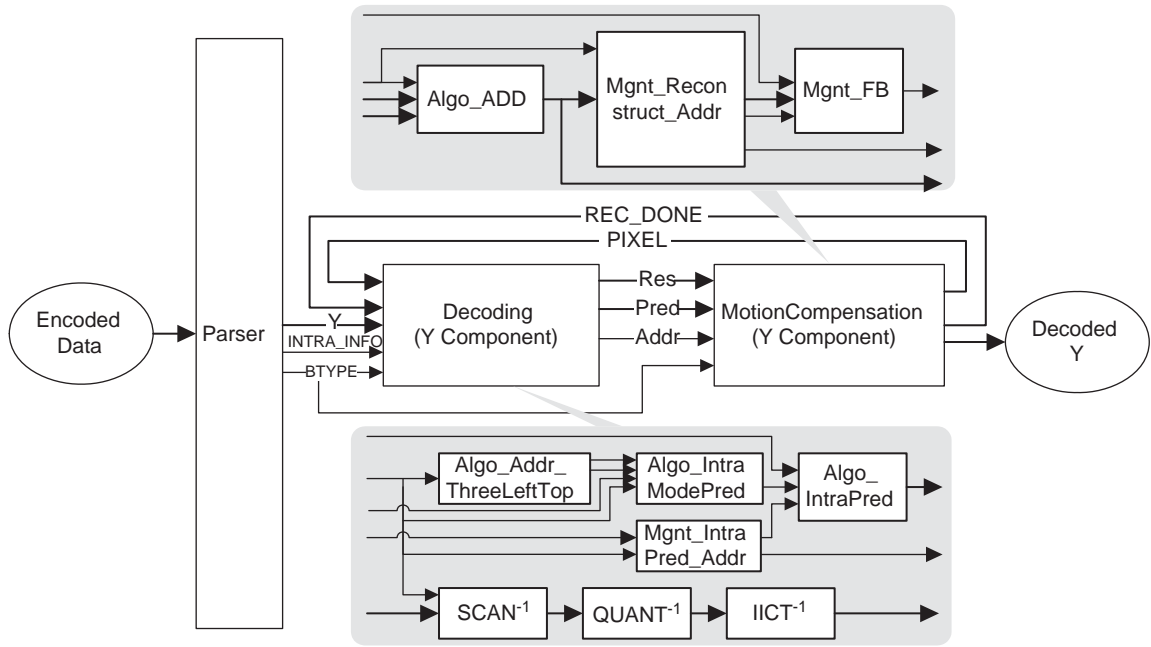 Algo_ADD
Mgnt_Recon
struct_Addr
Mgnt_FB
REC_DONE
PIXEL
Encoded
Data
Parser
Y
INTRA_INFO
BTYPE
Decoding
(Y Component)
Res
Pred
Addr
MotionCompensation
(Y Component)
Decoded
Y
Algo_Addr_
ThreeLeftTop
Algo_Intra
ModePred
Algo_
IntraPred
Mgnt_Intra
Pred_Addr
SCAN⁻¹
QUANT⁻¹
IICT⁻¹